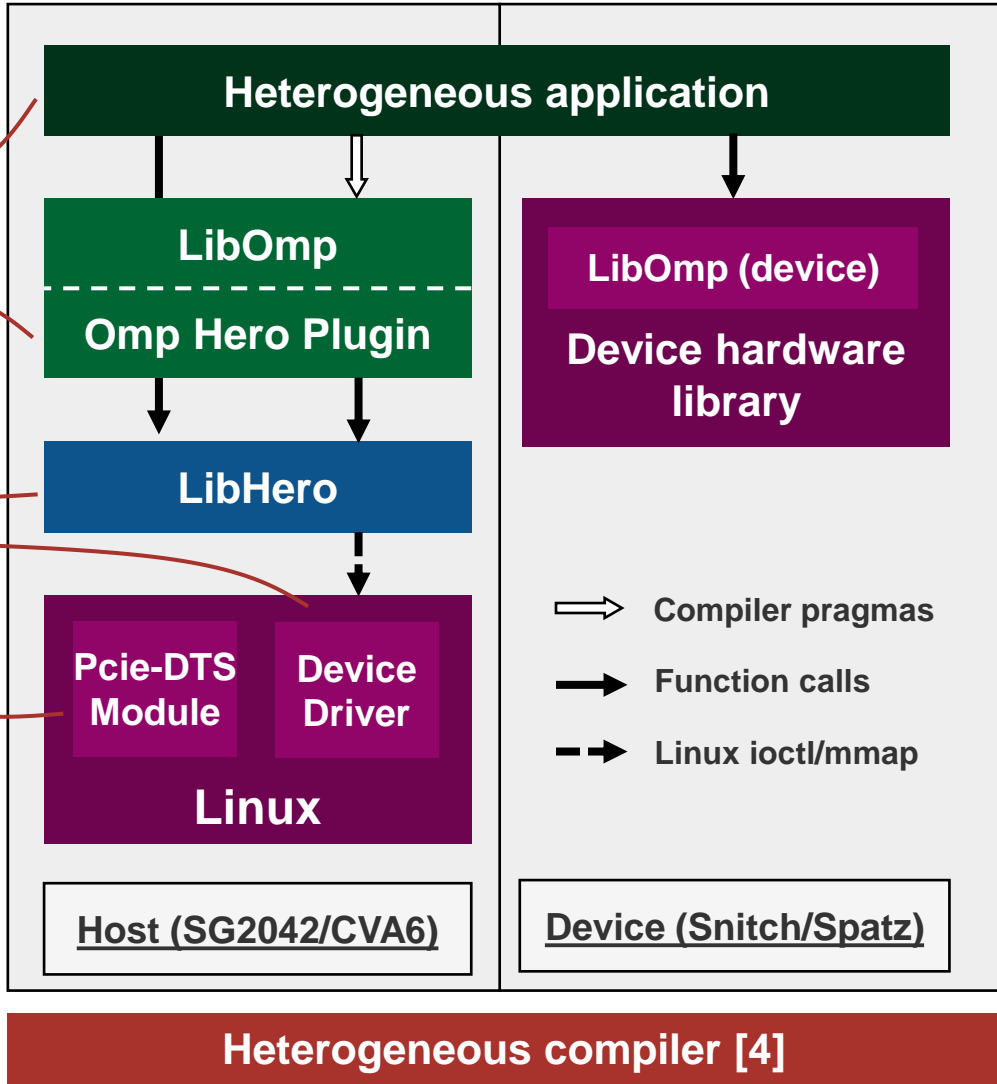 Heterogeneous application
LibOmp
Omp Hero Plugin
LibHero
Pcie-DTS
Module
Device
Driver
Linux
Host (SG2042/CVA6)
LibOmp (device)
Device hardware
library
Compiler pragmas
Function calls
Linux ioctl/mmap
Device (Snitch/Spatz)
Heterogeneous compiler [4]